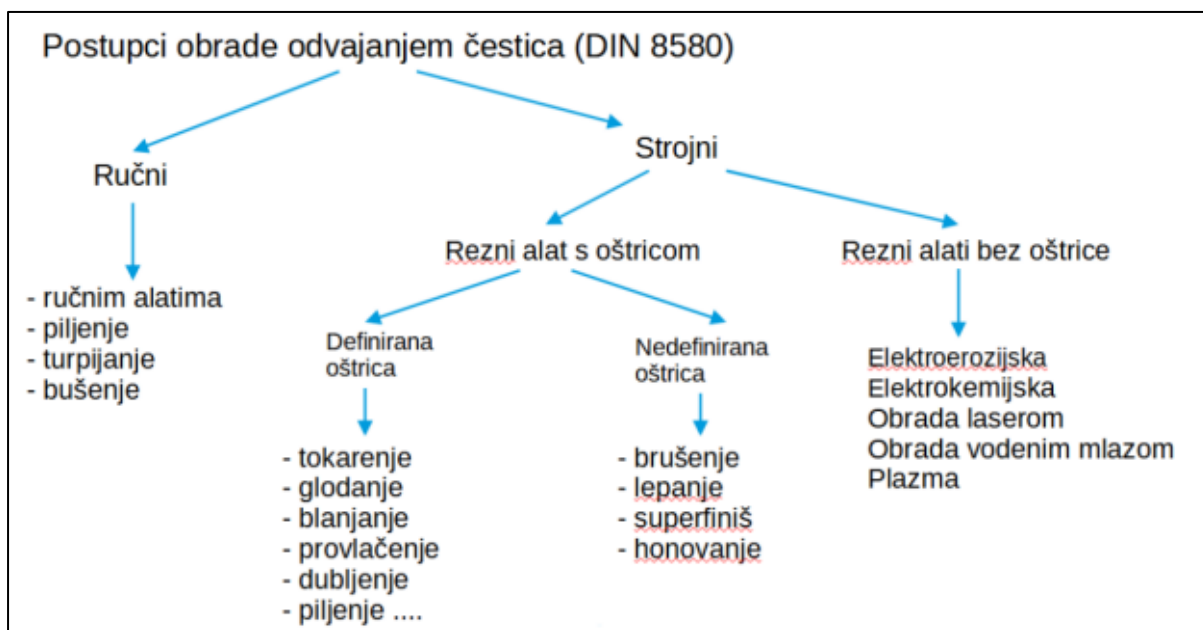 Postupci obrade odvajanjem čestica (DIN 8580)
Ručni
Strojni
- ručnim alatima
- piljenje
- turpijanje
- bušenje
Rezni alat s oštricom
Rezni alati bez oštrice
Definirana
oštrica
Nedefinirana
oštrica
- tokarenje
- glodanje
- blanjanje
- provlačenje
- dubljenje
- piljenje ....
- brušenje
- lepanje
- superfiniš
- honovanje
Elektroerozijska
Elektrokemijska
Obrada laserom
Obrada vodenim mlazom
Plazma